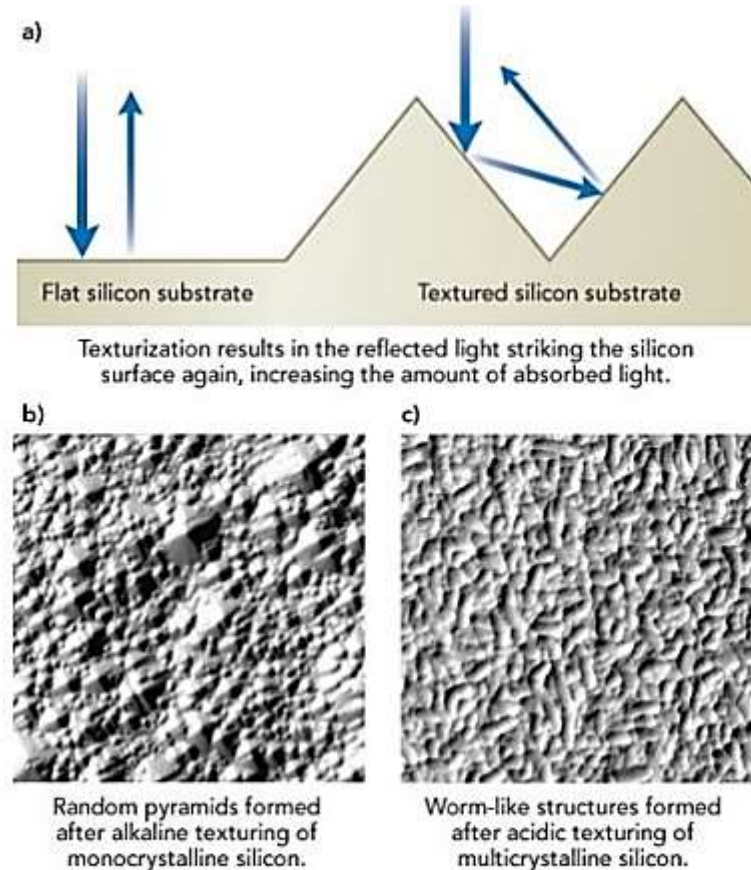 a)
Flat silicon substrate
Textured silicon substrate
Texturization results in the reflected light striking the silicon
surface again, increasing the amount of absorbed light.
b)
c)
Random pyramids formed
after alkaline texturing of
monocrystalline silicon.
Worm-like structures formed
after acidic texturing of
multicrystalline silicon.